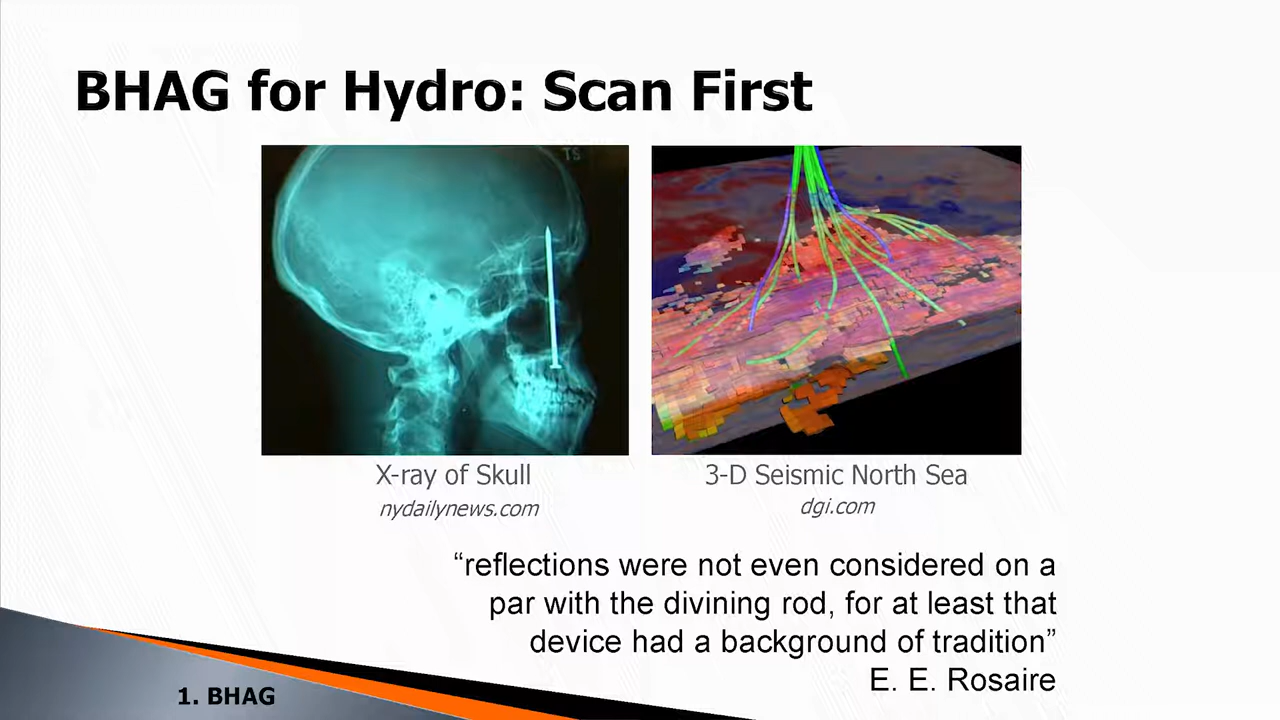 BHAG for Hydro: Scan First
TS
X-ray of Skull
nydailynews.com
3-D Seismic North Sea
dgi.com
“reflections were not even considered on a
par with the divining rod, for at least that
device had a background of tradition”
E. E. Rosaire
1. BHAG